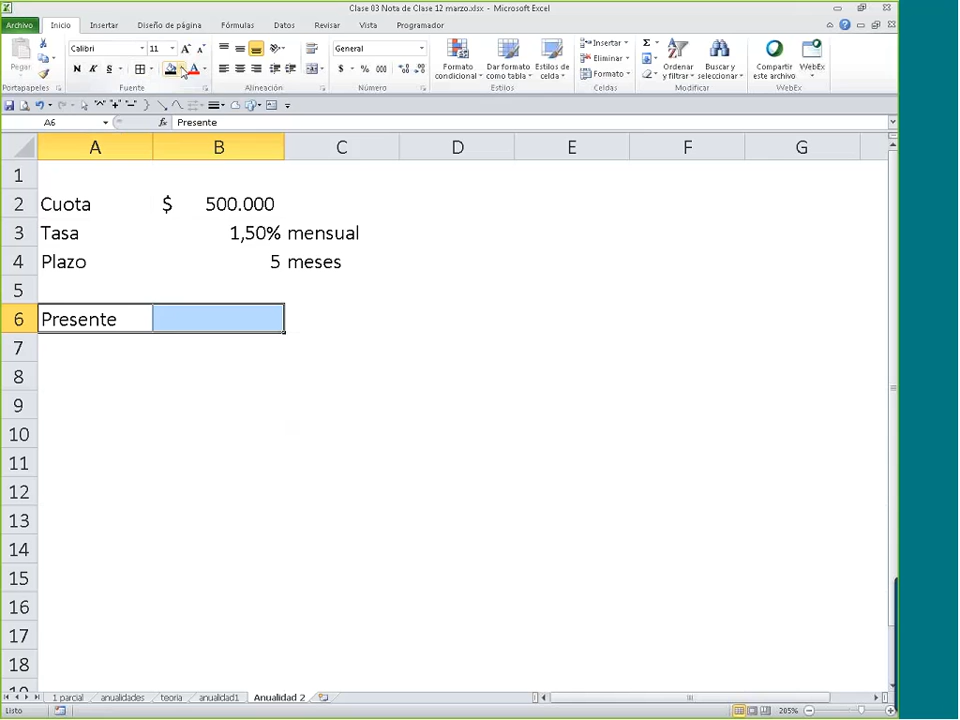 Clase 03 Nota de Clase 12 marzo.xlsx - Microsoft Excel
Archivo Inicio Insertar Diseño de página Fórmulas Datos Revisar Vista Programador
Calibri 11 General
Pegar N K S $ % 000
Formato condicional Dar formato como tabla Estilos de celda
Insertar Eliminar Formato
Σ Ordenar y filtrar Buscar y seleccionar
Compartir este archivo WebEx
Portapapeles Fuente Alineación Número Estilos Celdas Modificar WebEx
A6 fx Presente
A B C D E F G
1
2 Cuota $ 500.000
3 Tasa 1,50% mensual
4 Plazo 5 meses
5
6 Presente
7
8
9
10
11
12
13
14
15
16
17
18
1 parcial anualidades teoria anualidad1 Anualidad 2
Listo 205%